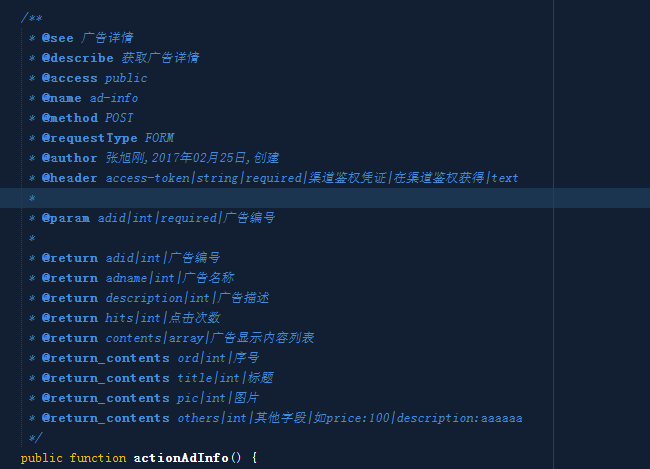 /**
* @see 广告详情
* @describe 获取广告详情
* @access public
* @name ad-info
* @method POST
* @requestType FORM
* @author 张旭刚,2017年02月25日,创建
* @header access-token|string|required|渠道鉴权凭证|在渠道鉴权获得|text
*
* @param adid|int|required|广告编号
*
* @return adid|int|广告编号
* @return adname|int|广告名称
* @return description|int|广告描述
* @return hits|int|点击次数
* @return contents|array|广告显示内容列表
* @return_contents ord|int|序号
* @return_contents title|int|标题
* @return_contents pic|int|图片
* @return_contents others|int|其他字段|如price:100|description:aaaaaa
*/
public function actionAdInfo() {